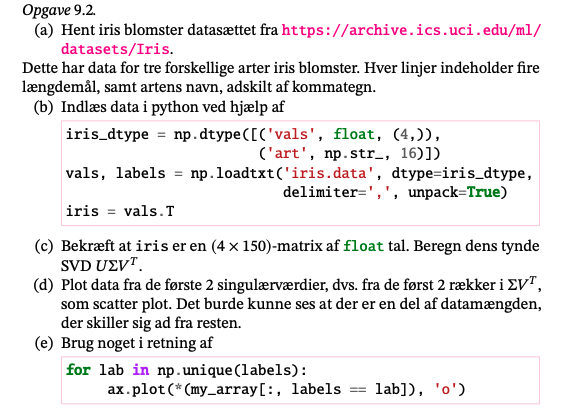 Opgave 9.2.
(a) Hent iris blomster datasættet fra https://archive.ics.uci.edu/ml/
datasets/Iris.
Dette har data for tre forskellige arter iris blomster. Hver linjer indeholder fire
længdemål, samt artens navn, adskilt af kommategn.
(b) Indlæs data i python ved hjælp af
iris_dtype = np.dtype([('vals', float, (4,)),
('art', np.str_, 16)])
vals, labels = np.loadtxt('iris.data', dtype=iris_dtype,
delimiter=',', unpack=True)
iris = vals.T
(c) Bekræft at iris er en (4 × 150)-matrix af float tal. Beregn dens tynde
SVD UΣVᵀ.
(d) Plot data fra de første 2 singulærværdier, dvs. fra de først 2 rækker i ΣVᵀ,
som scatter plot. Det burde kunne ses at der er en del af datamængden,
der skiller sig ad fra resten.
(e) Brug noget i retning af
for lab in np.unique(labels):
ax.plot(*(my_array[:, labels == lab]), 'o')